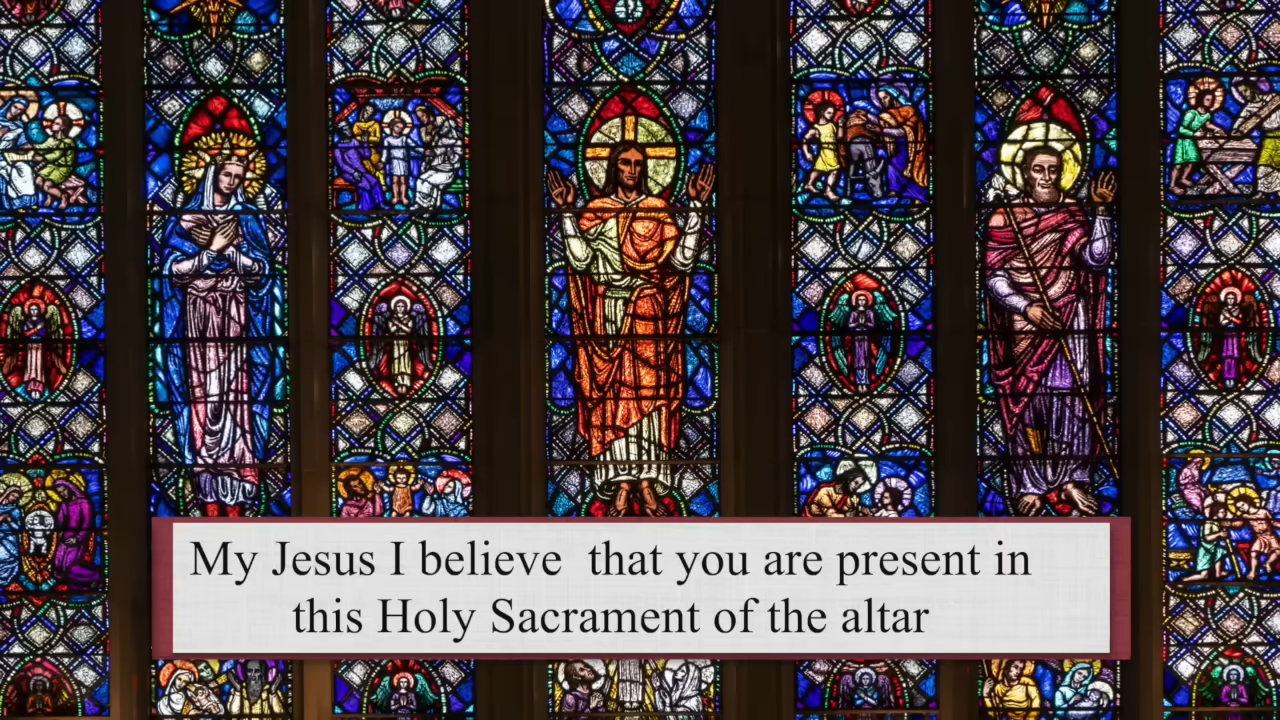 My Jesus I believe  that you are present in
this Holy Sacrament of the altar